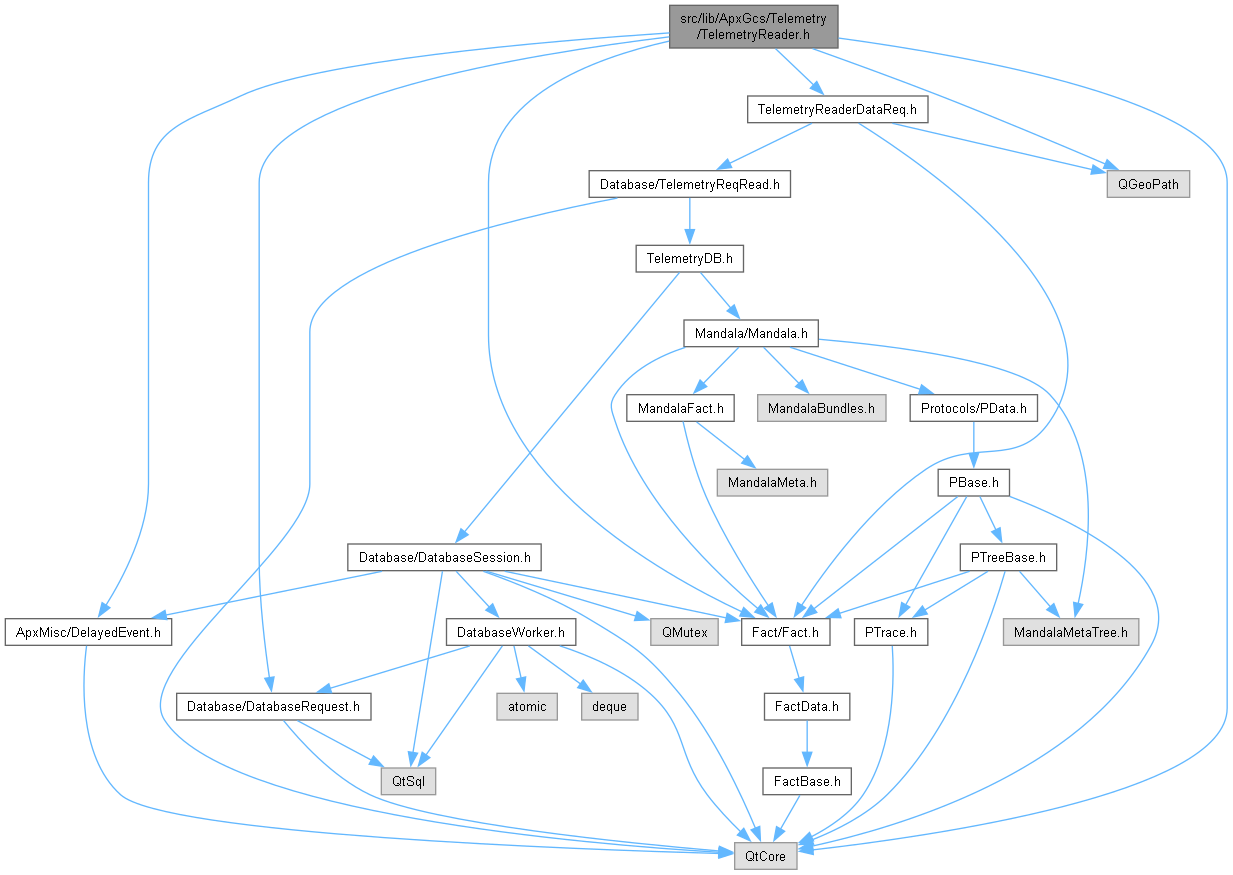 src/lib/ApxGcs/Telemetry
/TelemetryReader.h
TelemetryReaderDataReq.h
Database/TelemetryReqRead.h
QGeoPath
TelemetryDB.h
Mandala/Mandala.h
MandalaFact.h
MandalaBundles.h
Protocols/PData.h
MandalaMeta.h
PBase.h
Database/DatabaseSession.h
PTreeBase.h
ApxMisc/DelayedEvent.h
DatabaseWorker.h
QMutex
Fact/Fact.h
PTrace.h
MandalaMetaTree.h
Database/DatabaseRequest.h
atomic
deque
FactData.h
QtSql
FactBase.h
QtCore